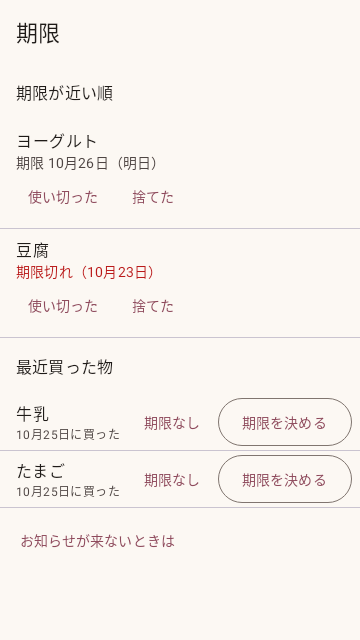 期限
期限が近い順
ヨーグルト
期限 10月26日（明日）
使い切った 捨てた
豆腐
期限切れ（10月23日）
使い切った 捨てた
最近買った物
牛乳
10月25日に買った
期限なし 期限を決める
たまご
10月25日に買った
期限なし 期限を決める
お知らせが来ないときは